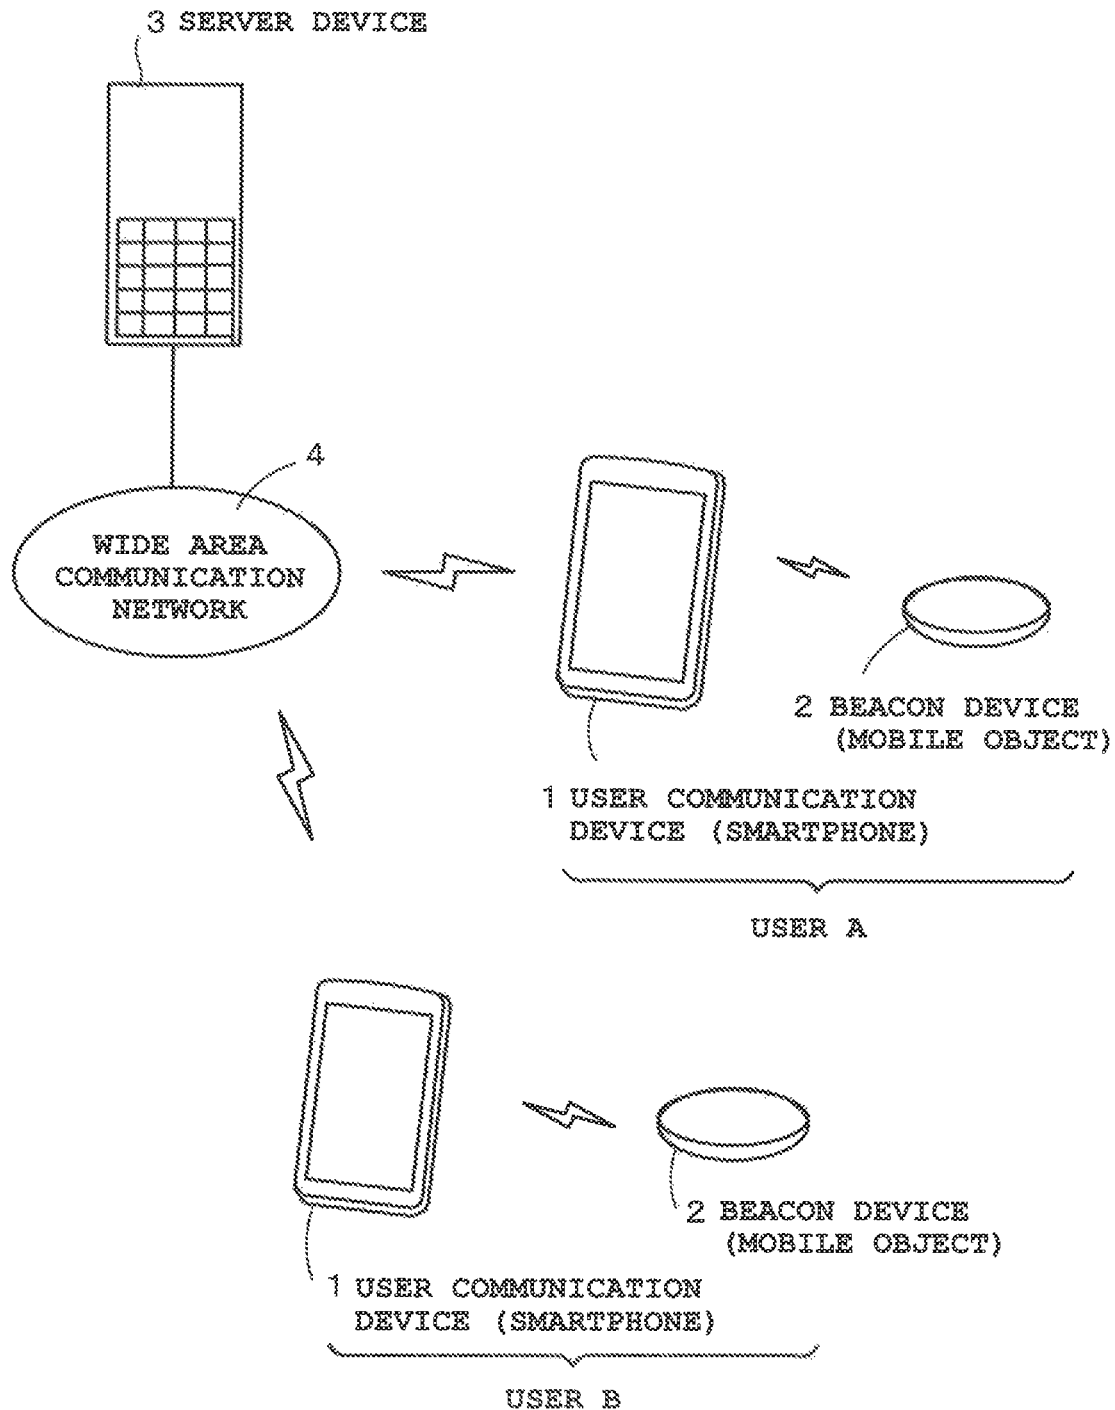 3 SERVER DEVICE
4
WIDE AREA
COMMUNICATION
NETWORK
2 BEACON DEVICE
(MOBILE OBJECT)
1 USER COMMUNICATION
DEVICE (SMARTPHONE)
USER A
2 BEACON DEVICE
(MOBILE OBJECT)
1 USER COMMUNICATION
DEVICE (SMARTPHONE)
USER B